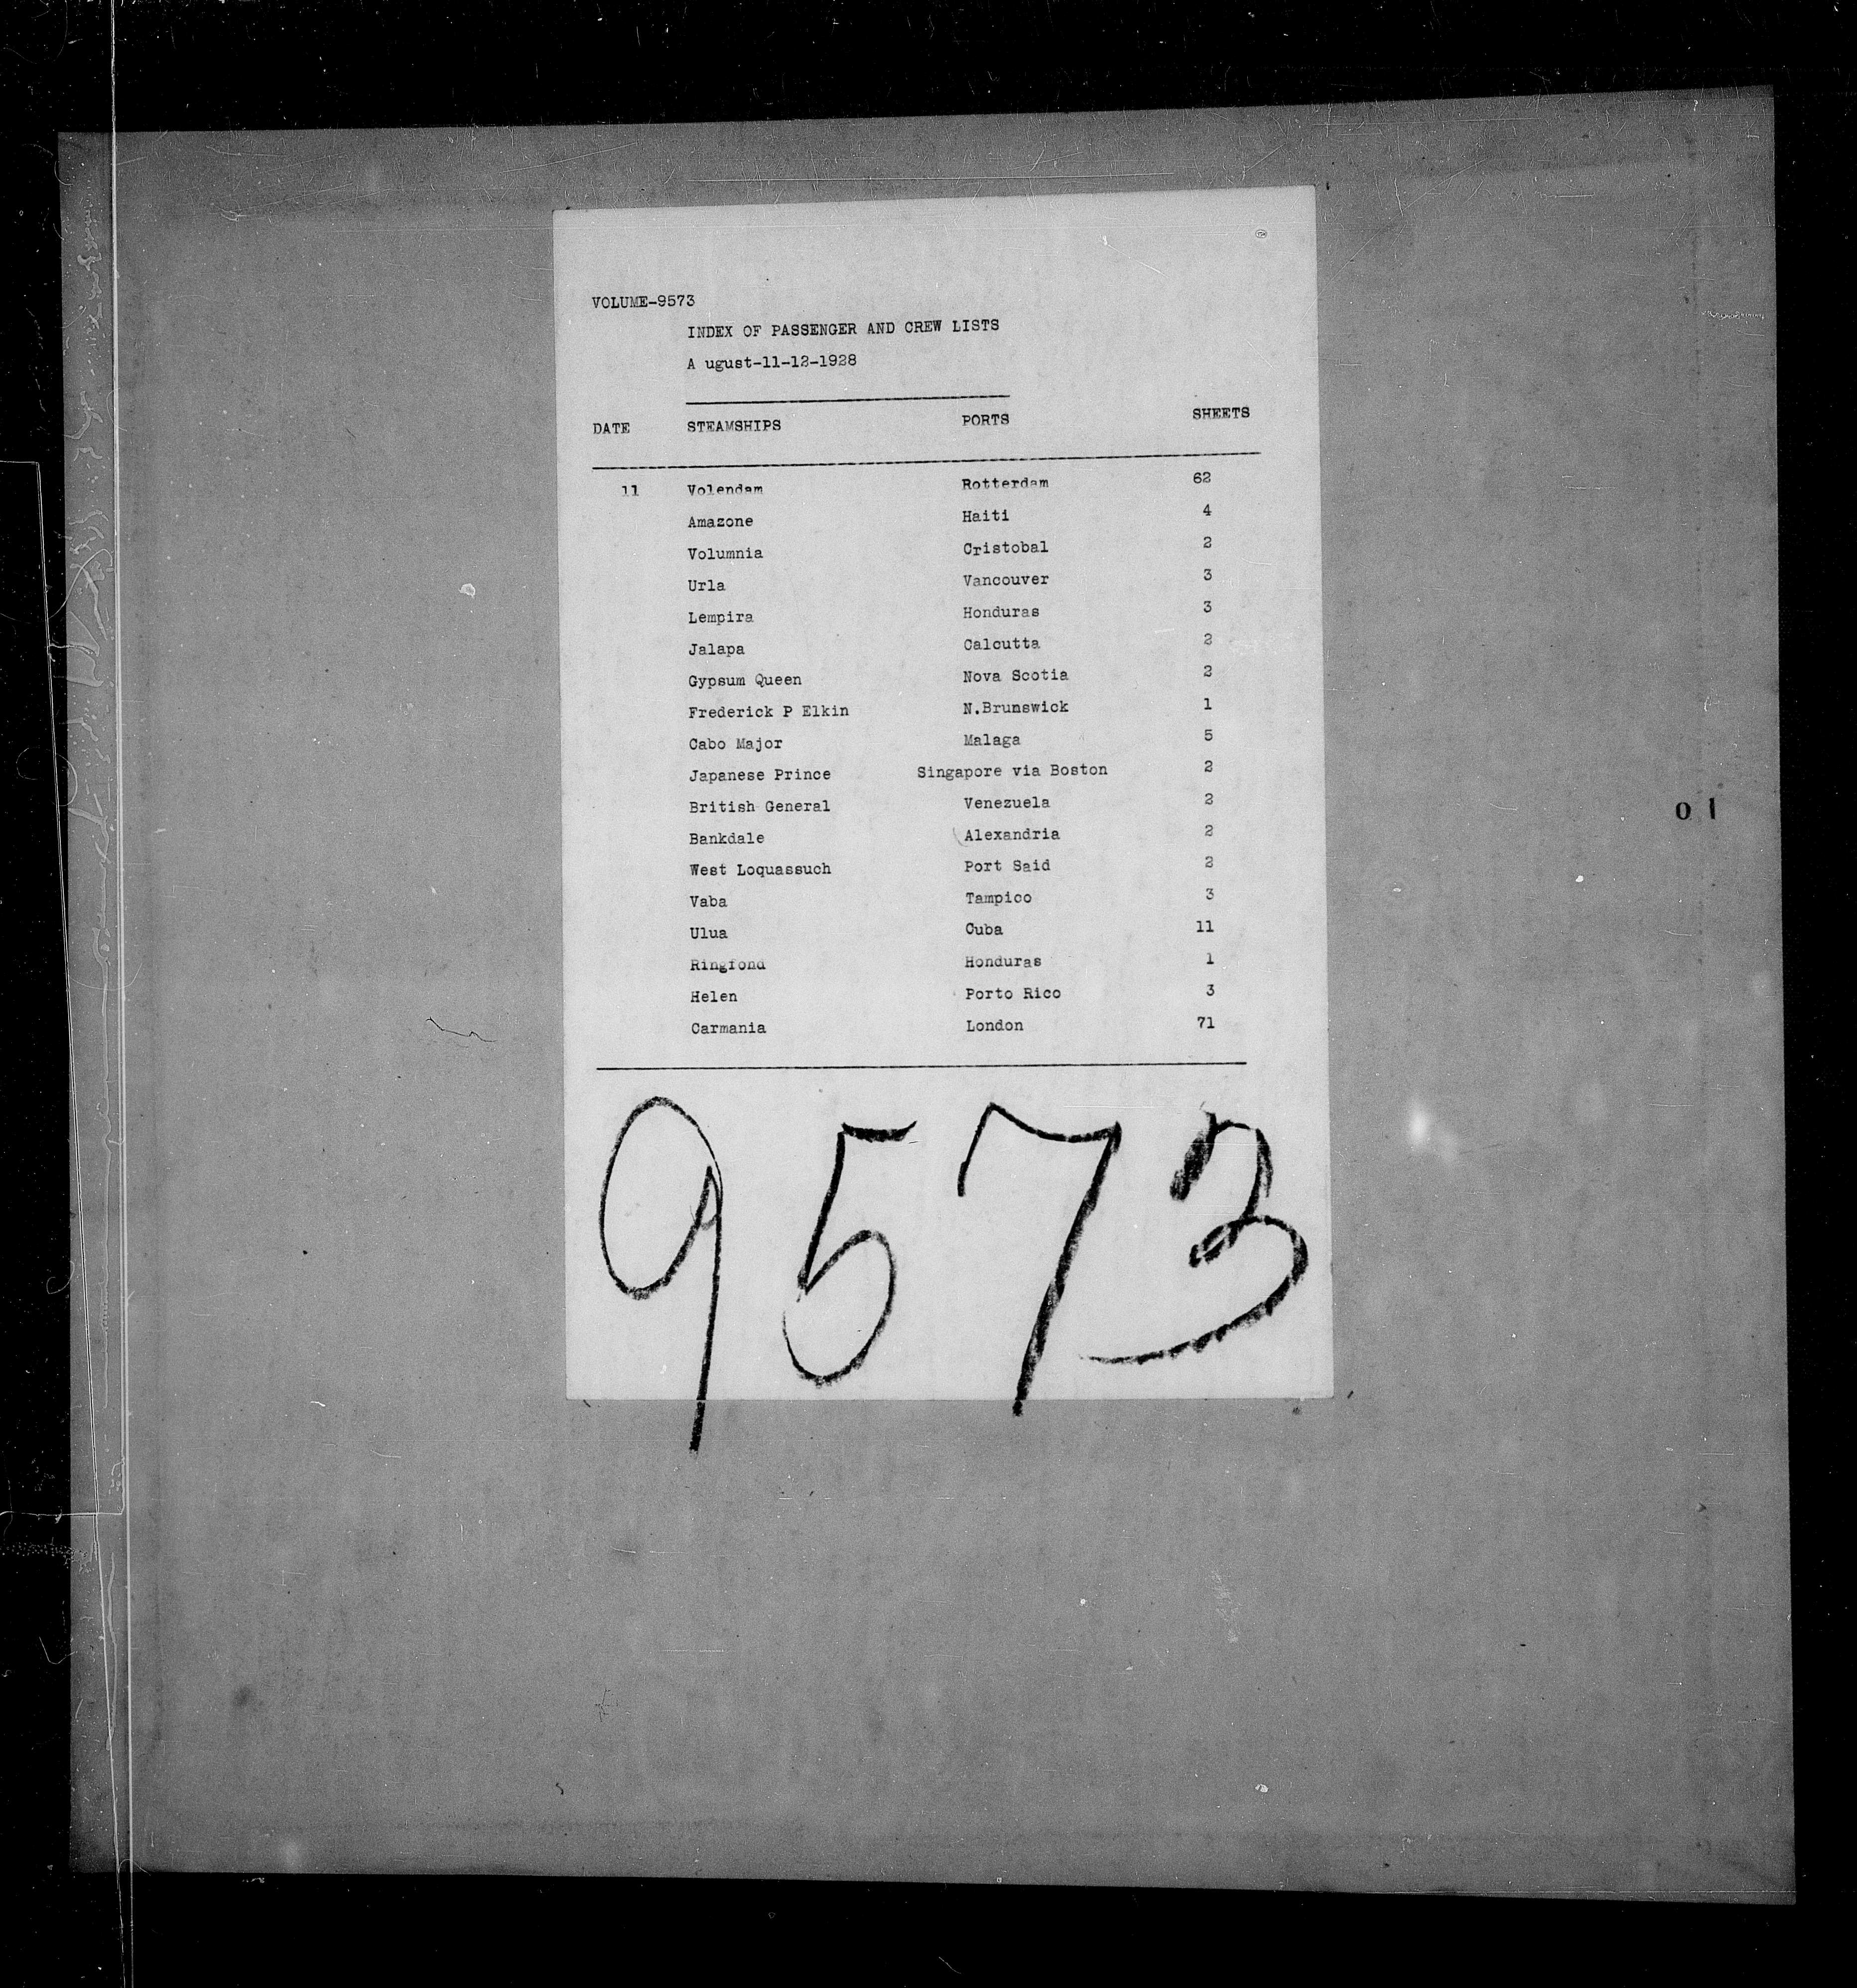 VOLUME-9573
INDEX OF PASSENGER AND CREW LISTS
A ugust-11-12-1928
DATE STEAMSHIPS PORTS SHEETS
11 Volendam Rotterdam 62
Amazone Haiti 4
Volumnia Cristobal 2
Urla Vancouver 3
Lempira Honduras 3
Jalapa Calcutta 2
Gypsum Queen Nova Scotia 2
Frederick P Elkin N.Brunswick 1
Cabo Major Malaga 5
Japanese Prince Singapore via Boston 2
British General Venezuela 2
Bankdale Alexandria 2
West Loquassuch Port Said 2
Vaba Tampico 3
Ulua Cuba 11
Ringfond Honduras 1
Helen Porto Rico 3
Carmania London 71
9573
01